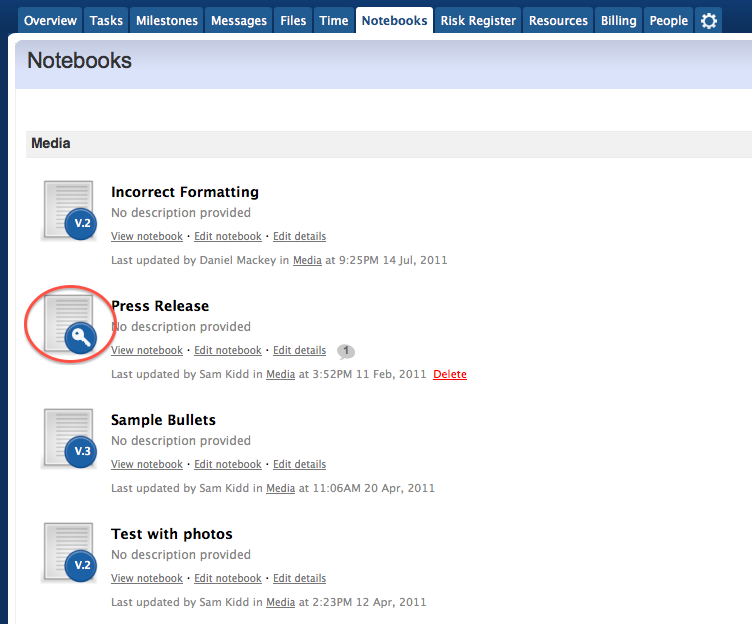 Overview Tasks Milestones Messages Files Time Notebooks Risk Register Resources Billing People
Notebooks
Media
Incorrect Formatting
No description provided
V.2
View notebook · Edit notebook · Edit details
Last updated by Daniel Mackey in Media at 9:25PM 14 Jul, 2011
Press Release
No description provided
View notebook · Edit notebook · Edit details 1
Last updated by Sam Kidd in Media at 3:52PM 11 Feb, 2011 Delete
Sample Bullets
No description provided
V.3
View notebook · Edit notebook · Edit details
Last updated by Sam Kidd in Media at 11:06AM 20 Apr, 2011
Test with photos
No description provided
V.2
View notebook · Edit notebook · Edit details
Last updated by Sam Kidd in Media at 2:23PM 12 Apr, 2011